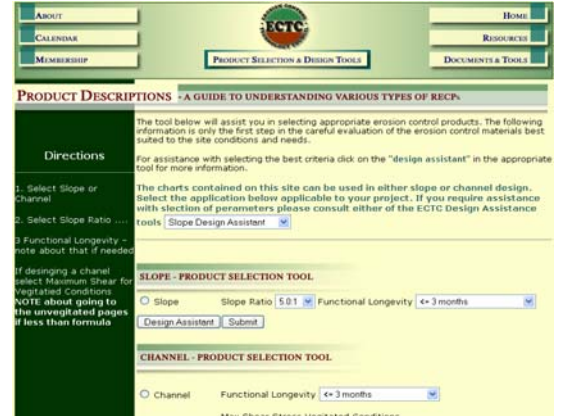 ABOUT
CALENDAR
MEMBERSHIP
ECTC
PRODUCT SELECTION & DESIGN TOOLS
HOME
RESOURCES
DOCUMENTS & TOOLS
PRODUCT DESCRIPTIONS - A GUIDE TO UNDERSTANDING VARIOUS TYPES OF RECPs
Directions
1. Select Slope or
Channel
2. Select Slope Ratio ....
3 Functional Longevity -
note about that if needed
If desinging a chanel
select Maximum Shear for
Vegitatied Conditions
NOTE about going to
the unvegitated pages
if less than formula
The tool below will assist you in selecting appropriate erosion control products. The following
information is only the first step in the careful evaluation of the erosion control materials best
suited to the site conditions and needs.
For assistance with selecting the best criteria click on the "design assistant" in the appropriate
tool for more information.
The charts contained on this site can be used in either slope or channel design.
Select the application below applicable to your project. If you require assistance
with slection of perameters please consult either of the ECTC Design Assistance
tools Slope Design Assistant
SLOPE - PRODUCT SELECTION TOOL
Slope Slope Ratio 5.0:1 Functional Longevity <= 3 months
Design Assistant Submit
CHANNEL - PRODUCT SELECTION TOOL
Channel Functional Longevity <= 3 months